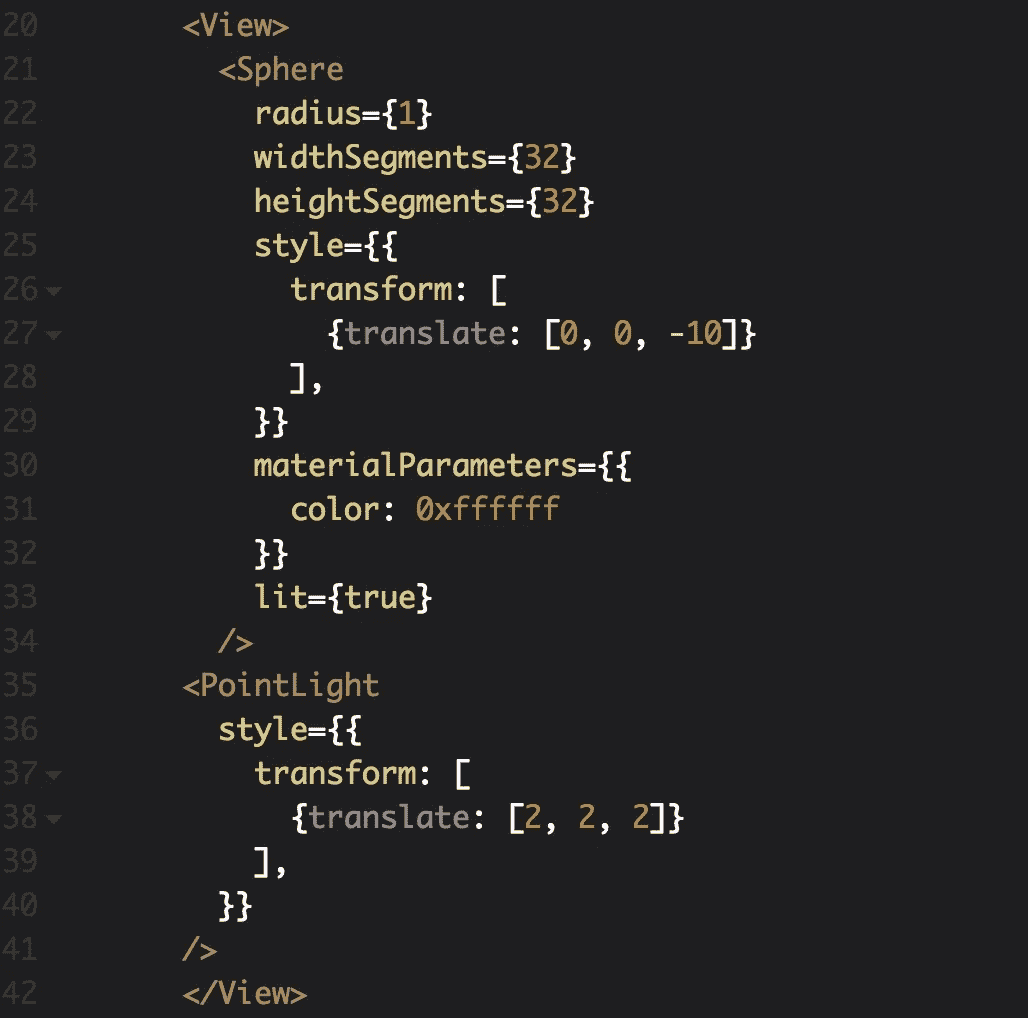 20 <View>
21 <Sphere
22 radius={1}
23 widthSegments={32}
24 heightSegments={32}
25 style={{
26 transform: [
27 {translate: [0, 0, -10]}
28 ],
29 }}
30 materialParameters={{
31 color: 0xffffff
32 }}
33 lit={true}
34 />
35 <PointLight
36 style={{
37 transform: [
38 {translate: [2, 2, 2]}
39 ],
40 }}
41 />
42 </View>